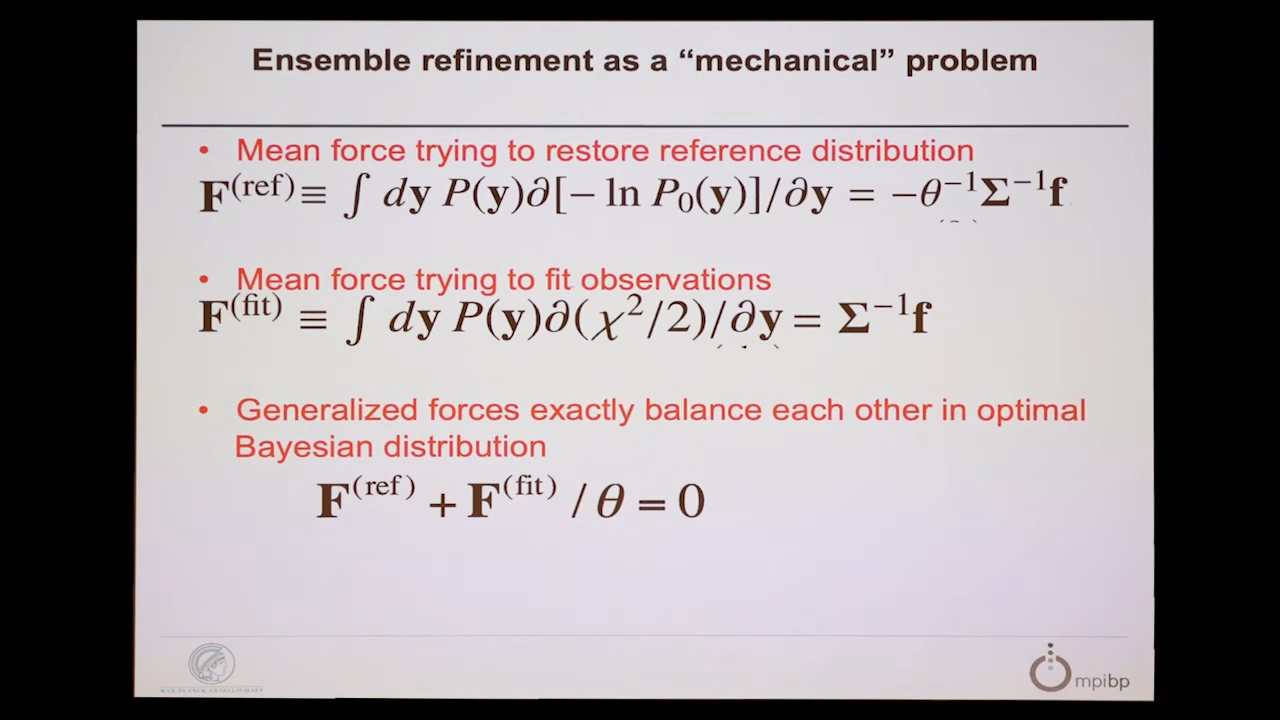 Ensemble refinement as a “mechanical” problem
• Mean force trying to restore reference distribution
F^(ref) ≡ ∫ dy P(y)∂[− ln P₀(y)]/∂y = −θ⁻¹Σ⁻¹f
• Mean force trying to fit observations
F^(fit) ≡ ∫ dy P(y)∂(χ²/2)/∂y = Σ⁻¹f
• Generalized forces exactly balance each other in optimal
Bayesian distribution
F^(ref) + F^(fit) / θ = 0
mpibp